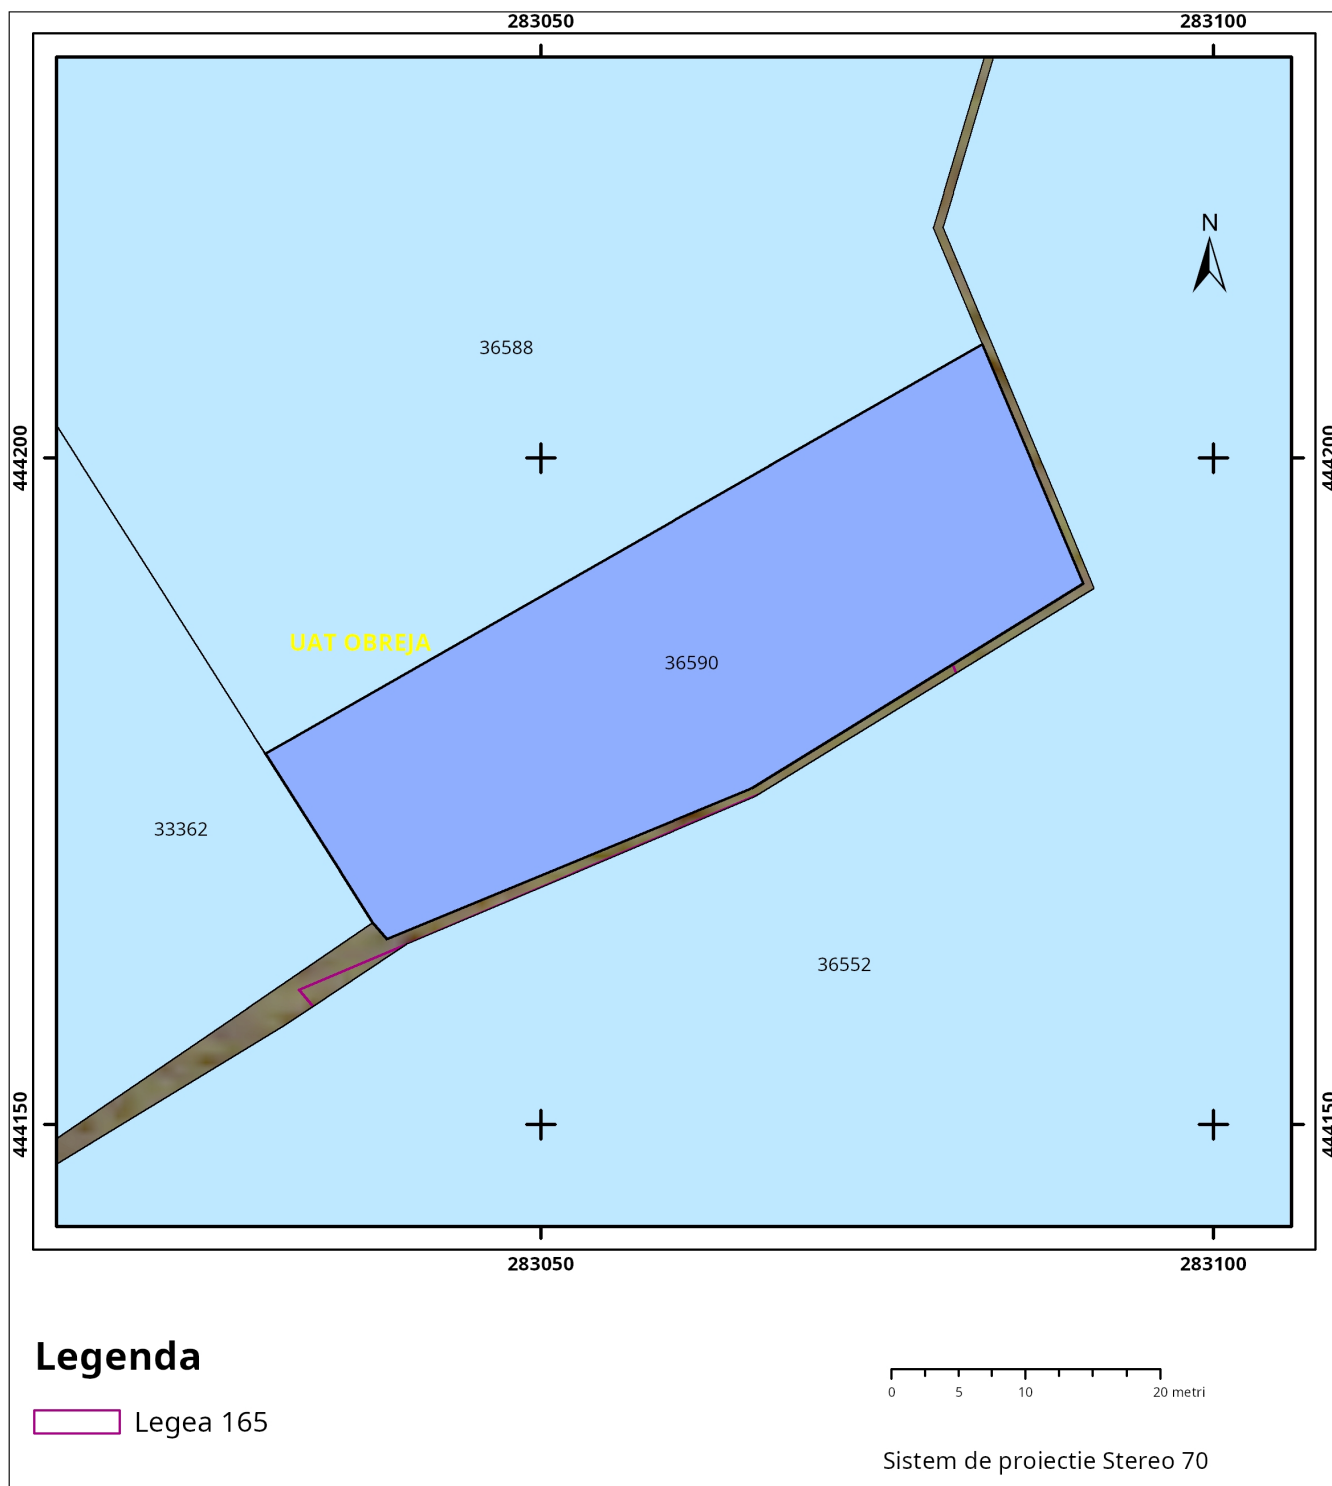 283050 283100
N
36588
444200 444200
UAT OBREJA
36590
33362
36552
444150 444150
283050 283100
Legenda
0 5 10 20 metri
Legea 165
Sistem de proiectie Stereo 70